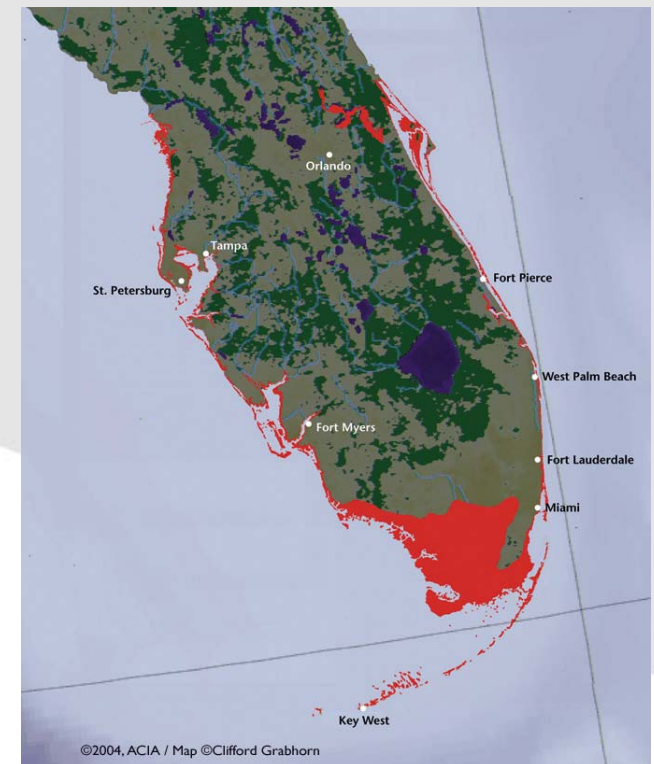 Orlando
Tampa
St. Petersburg
Fort Pierce
West Palm Beach
Fort Myers
Fort Lauderdale
Miami
Key West
©2004, ACIA / Map ©Clifford Grabhorn